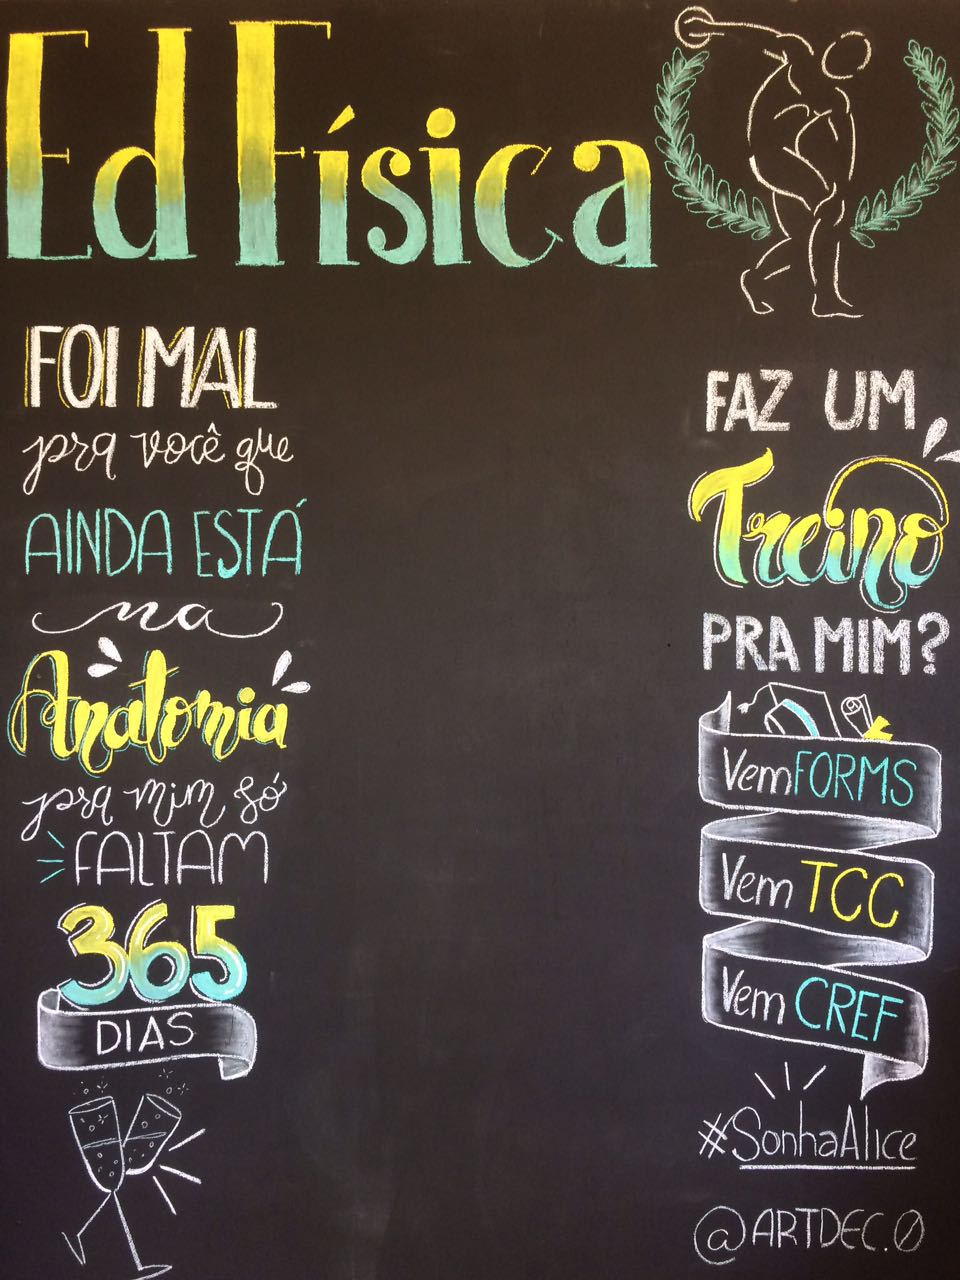 Ed Física
FOI MAL
pra você que
AINDA ESTÁ
na
Anatomia
pra mim só
FALTAM
365
DIAS
FAZ UM
Treino
PRA MIM?
VemFORMS
Vem TCC
Vem CREF
#SonhaAlice
@ARTDEC.0